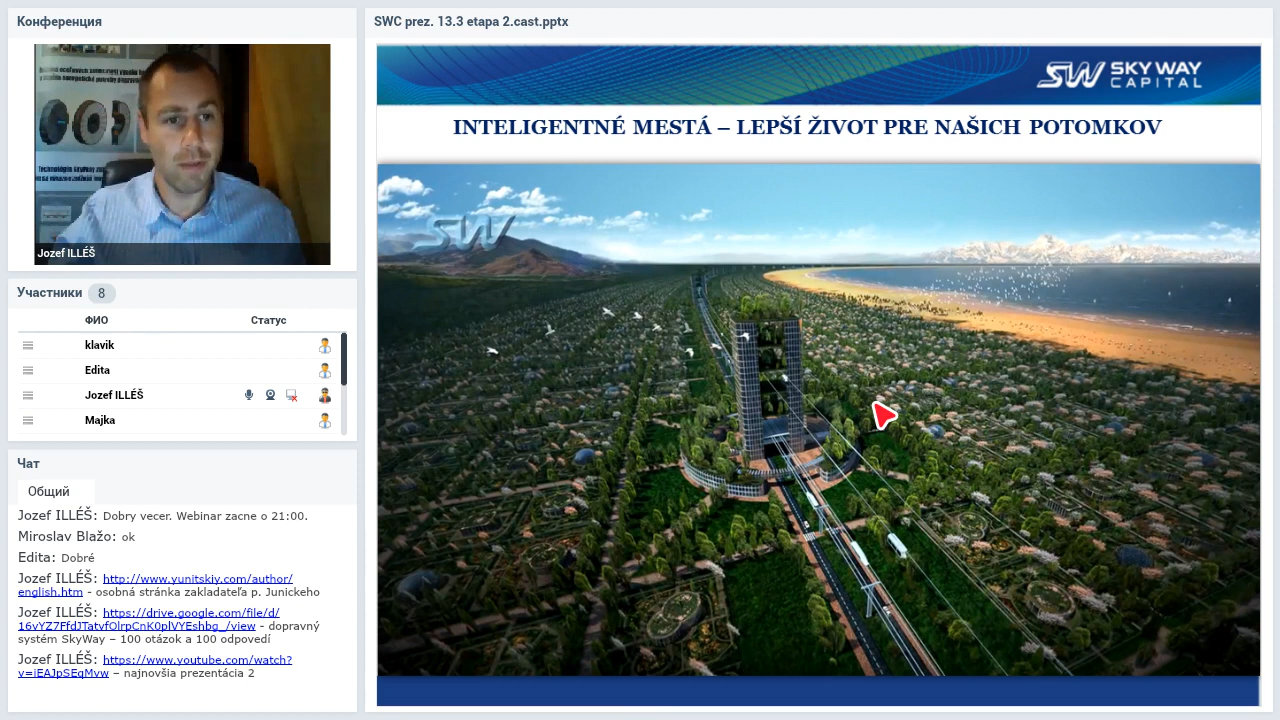 Конференция
Jozef ILLÉŠ
Участники 8
ФИО Статус
klavik
Edita
Jozef ILLÉŠ
Majka
Чат
Общий
Jozef ILLÉŠ: Dobry vecer. Webinar zacne o 21:00.
Miroslav Blažo: ok
Edita: Dobré
Jozef ILLÉŠ: http://www.yunitskiy.com/author/
english.htm - osobná stránka zakladateľa p. Junickeho
Jozef ILLÉŠ: https://drive.google.com/file/d/
16vYZ7FfdJTatvfOlrpCnK0plVYEshbg_/view - dopravný
systém SkyWay – 100 otázok a 100 odpovedí
Jozef ILLÉŠ: https://www.youtube.com/watch?
v=iEAJpSEqMvw – najnovšia prezentácia 2
SWC prez. 13.3 etapa 2.cast.pptx
SW SKY WAY
CAPITAL
INTELIGENTNÉ MESTÁ – LEPŠÍ ŽIVOT PRE NAŠICH POTOMKOV
SW